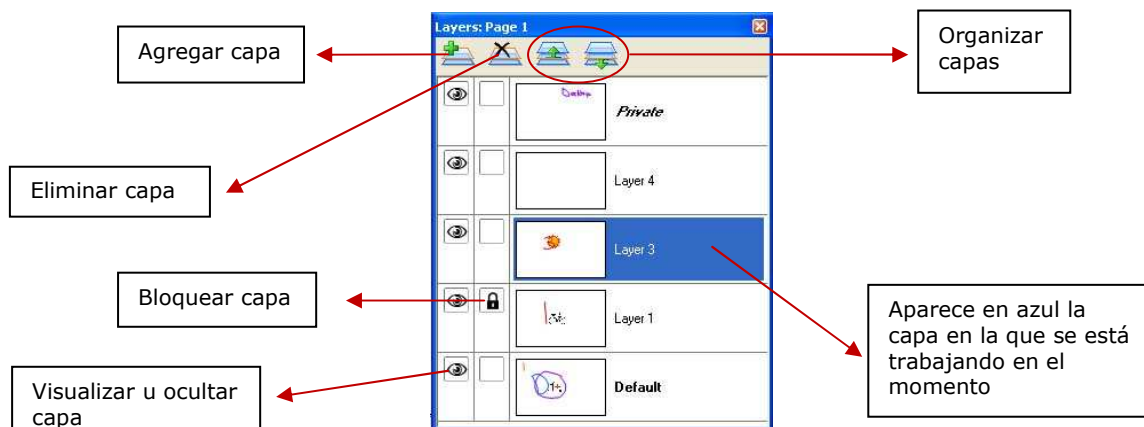 Layers: Page 1
Agregar capa
Organizar
capas
Private
Eliminar capa
Layer 4
Layer 3
Bloquear capa
Layer 1
Aparece en azul la
capa en la que se está
trabajando en el
momento
Visualizar u ocultar
capa
Default